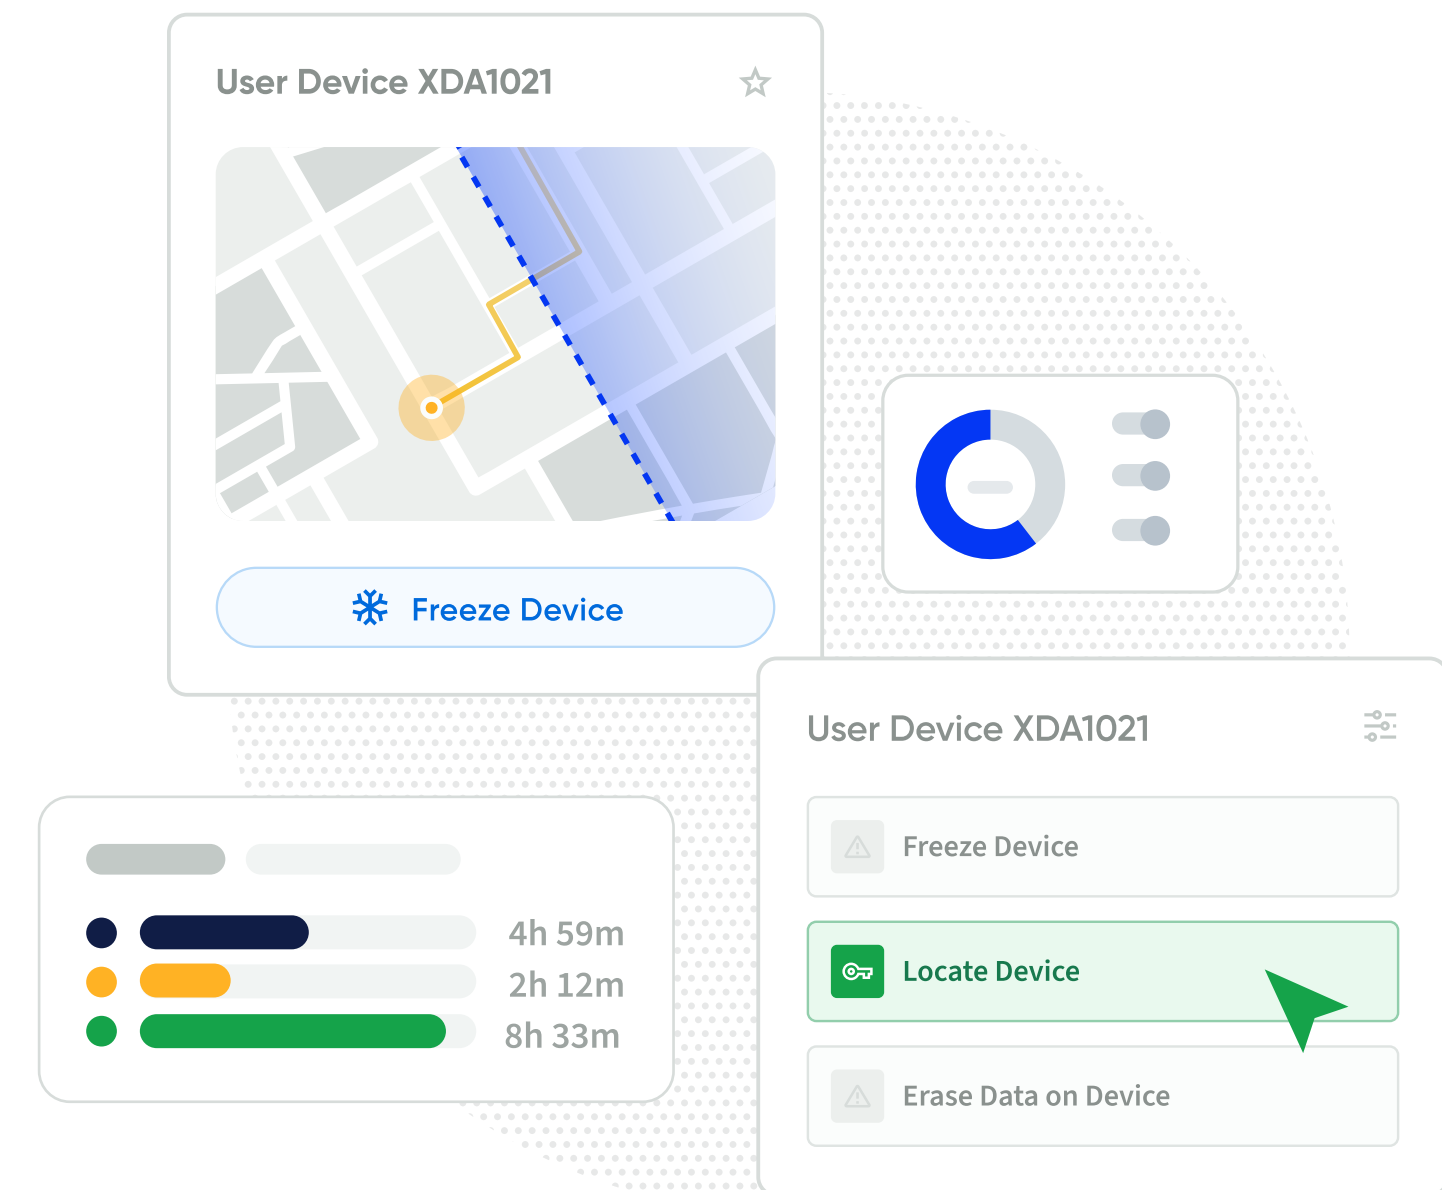 User Device XDA1021
Freeze Device
User Device XDA1021
Freeze Device
Locate Device
Erase Data on Device
4h 59m
2h 12m
8h 33m